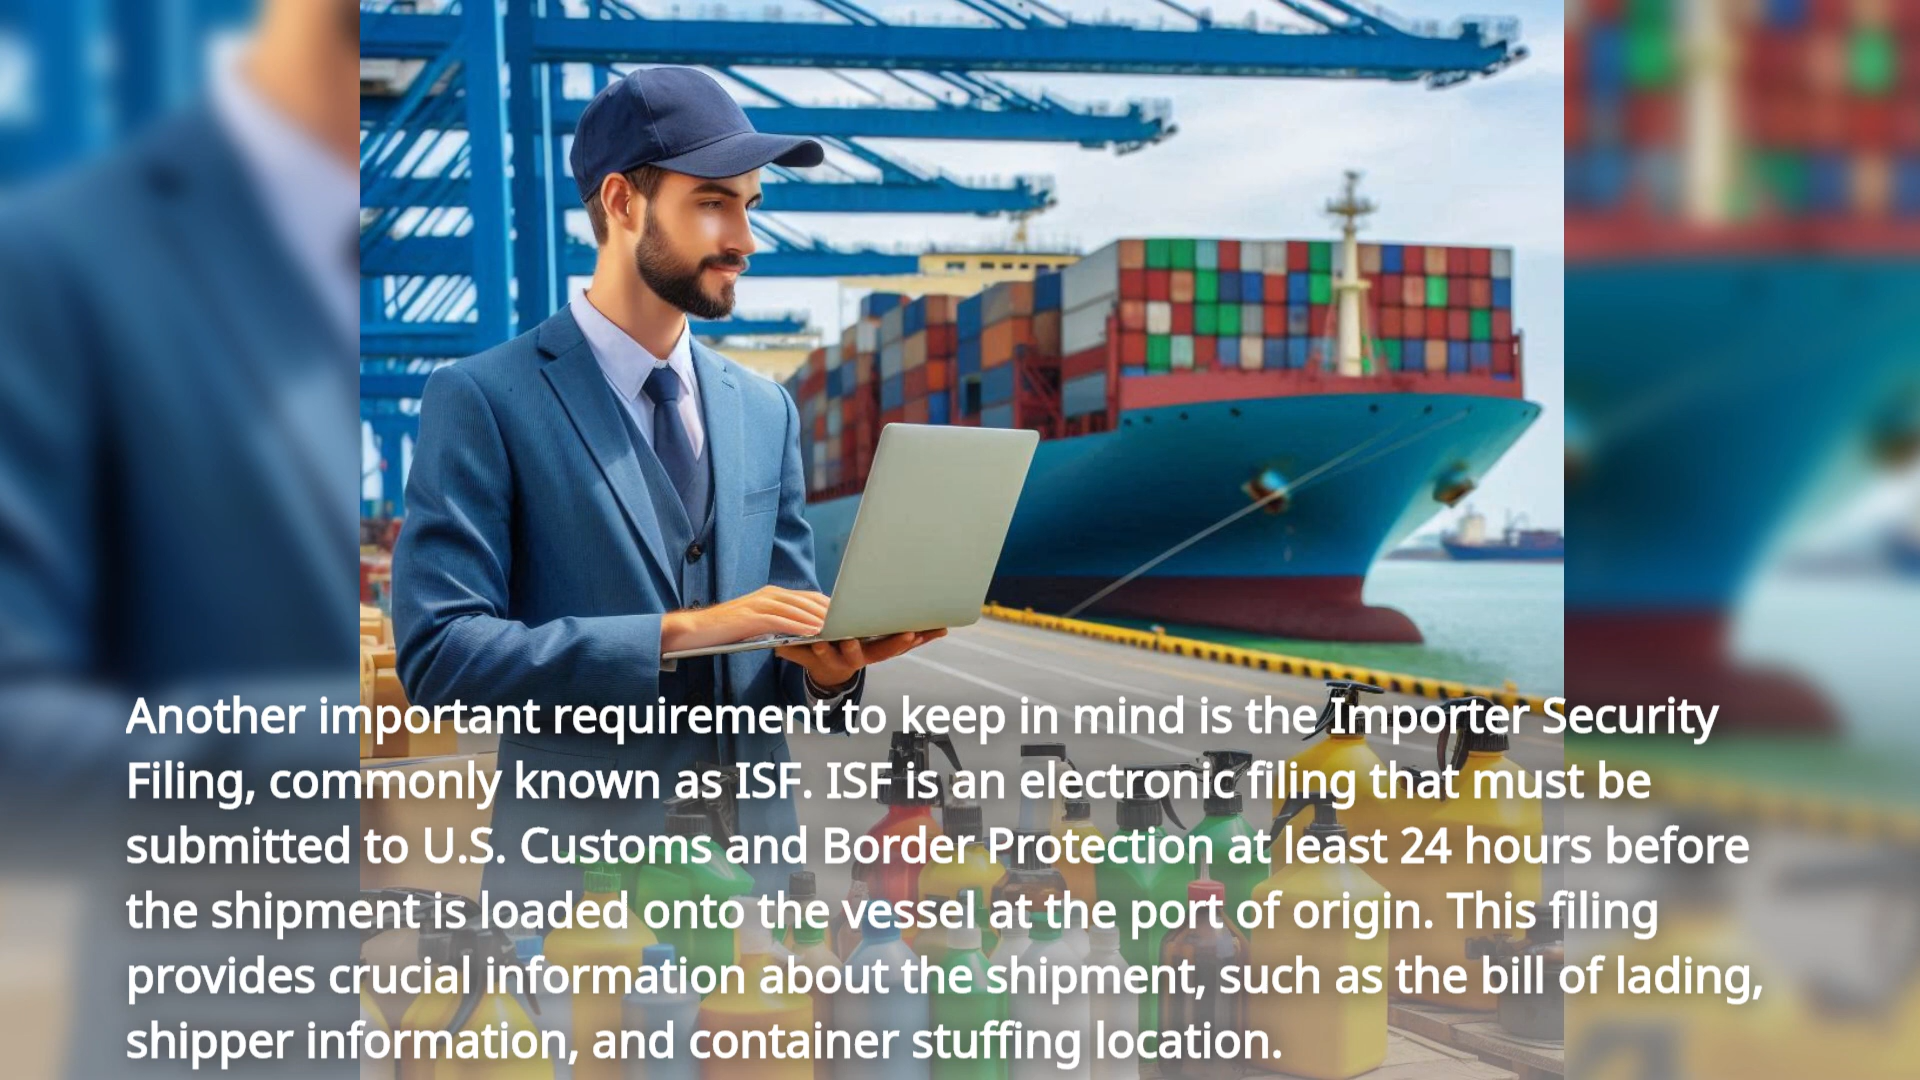 Another important requirement to keep in mind is the Importer Security
Filing, commonly known as ISF. ISF is an electronic filing that must be
submitted to U.S. Customs and Border Protection at least 24 hours before
the shipment is loaded onto the vessel at the port of origin. This filing
provides crucial information about the shipment, such as the bill of lading,
shipper information, and container stuffing location.